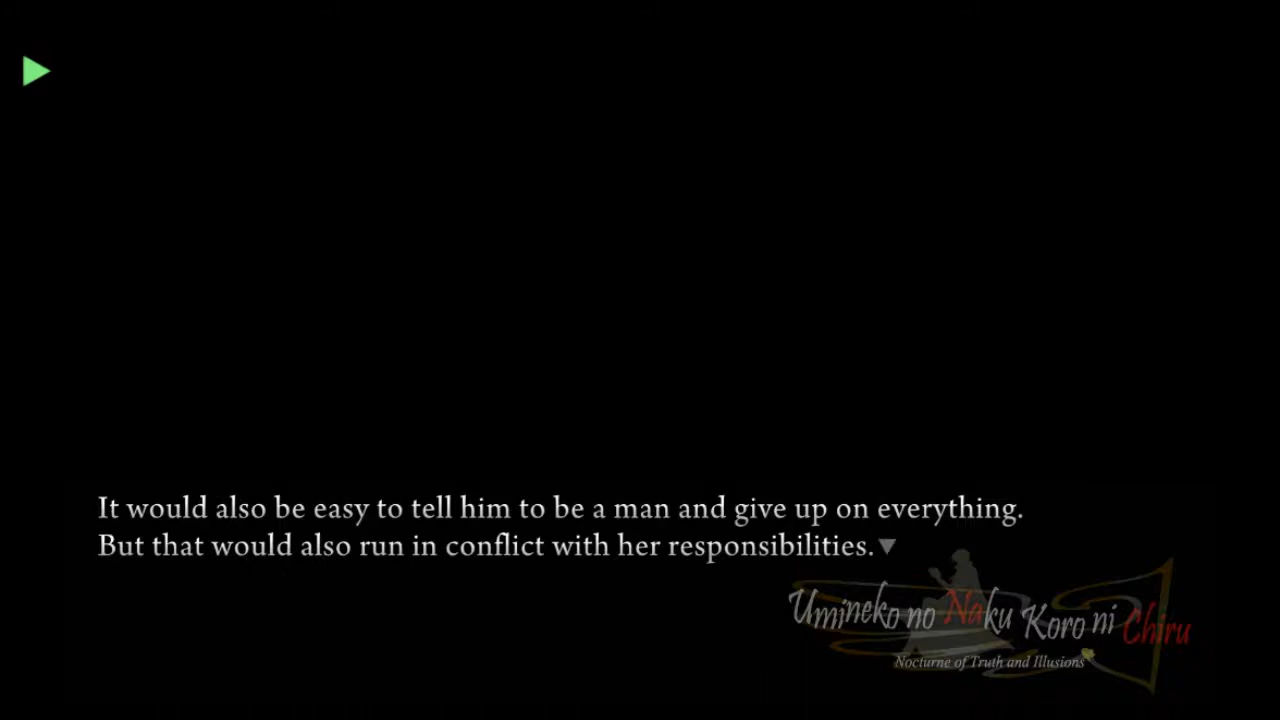 It would also be easy to tell him to be a man and give up on everything.
But that would also run in conflict with her responsibilities.
Umineko no Naku Koro ni Chiru
Nocturne of Truth and Illusions